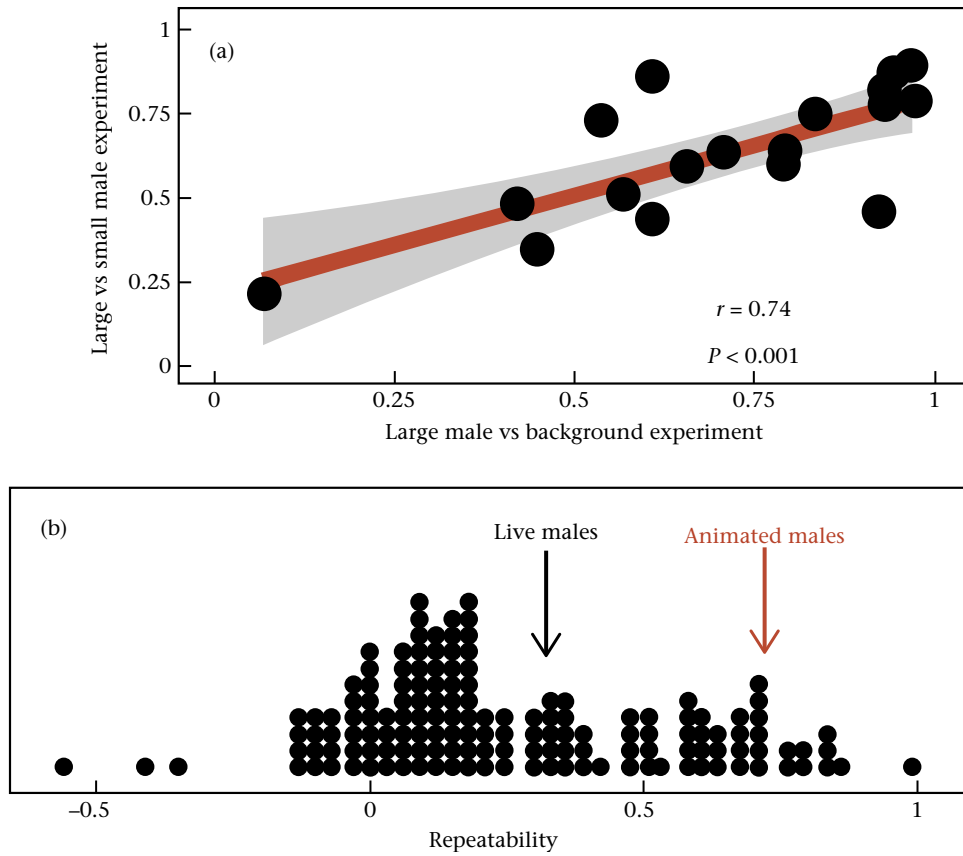 (a)
Large vs small male experiment
1
0.75
0.5
0.25
0
r = 0.74
P < 0.001
0
0.25
0.5
0.75
1
Large male vs background experiment
(b)
Live males
Animated males
–0.5
0
0.5
1
Repeatability